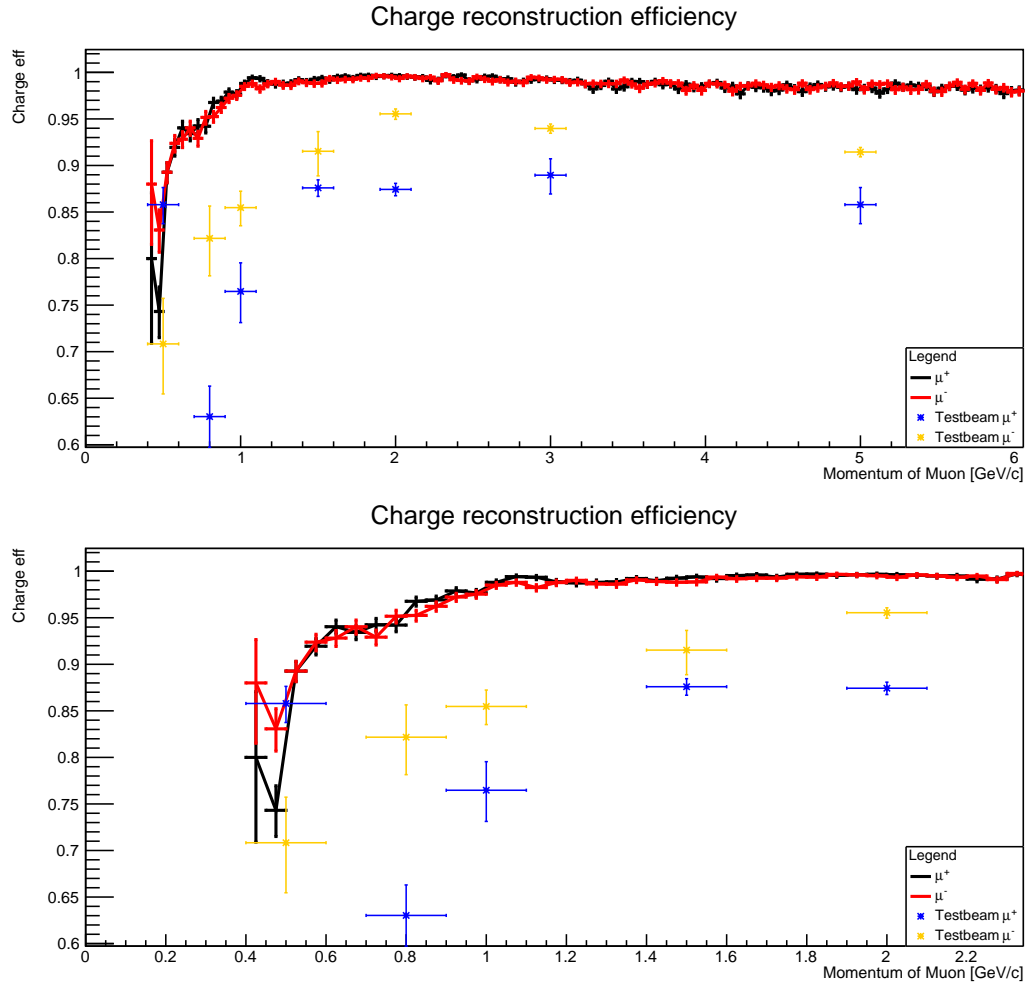 Charge reconstruction efficiency
Charge eff
1
0.95
0.9
0.85
0.8
0.75
0.7
0.65
0.6
0 1 2 3 4 5 6
Momentum of Muon [GeV/c]
Legend
μ⁺
μ⁻
Testbeam μ⁺
Testbeam μ⁻
Charge reconstruction efficiency
Charge eff
1
0.95
0.9
0.85
0.8
0.75
0.7
0.65
0.6
0 0.2 0.4 0.6 0.8 1 1.2 1.4 1.6 1.8 2 2.2
Momentum of Muon [GeV/c]
Legend
μ⁺
μ⁻
Testbeam μ⁺
Testbeam μ⁻